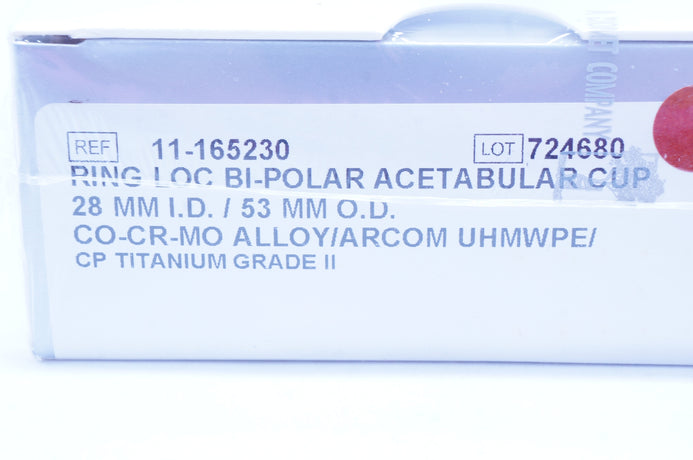 REF 11-165230 LOT 724680
RING LOC BI-POLAR ACETABULAR CUP
28 MM I.D. / 53 MM O.D.
CO-CR-MO ALLOY/ARCOM UHMWPE/
CP TITANIUM GRADE II
COMPANY